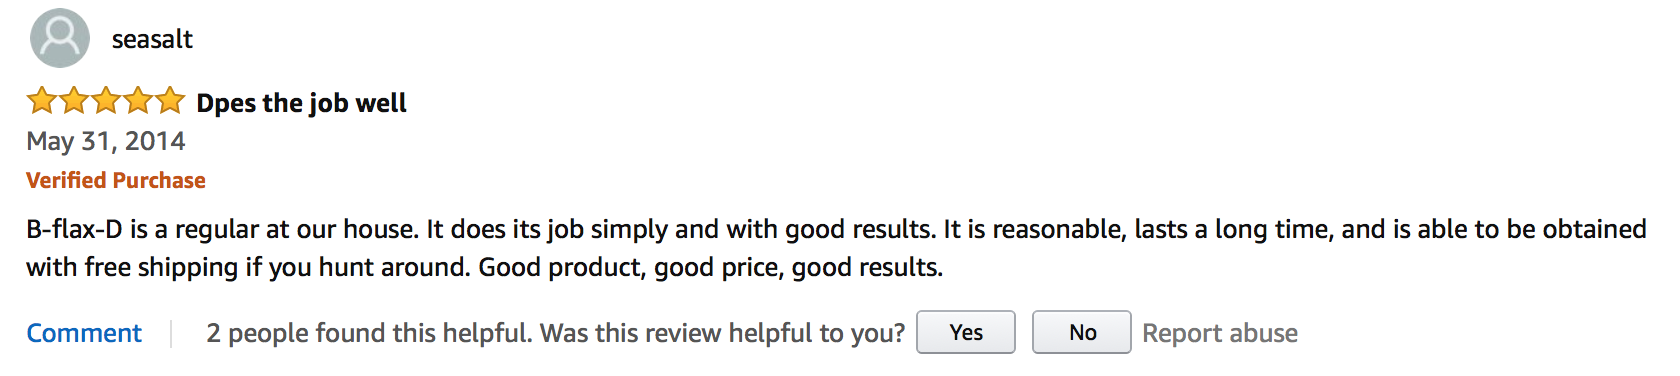 seasalt
Dpes the job well
May 31, 2014
Verified Purchase
B-flax-D is a regular at our house. It does its job simply and with good results. It is reasonable, lasts a long time, and is able to be obtained
with free shipping if you hunt around. Good product, good price, good results.
Comment 2 people found this helpful. Was this review helpful to you? Yes No Report abuse